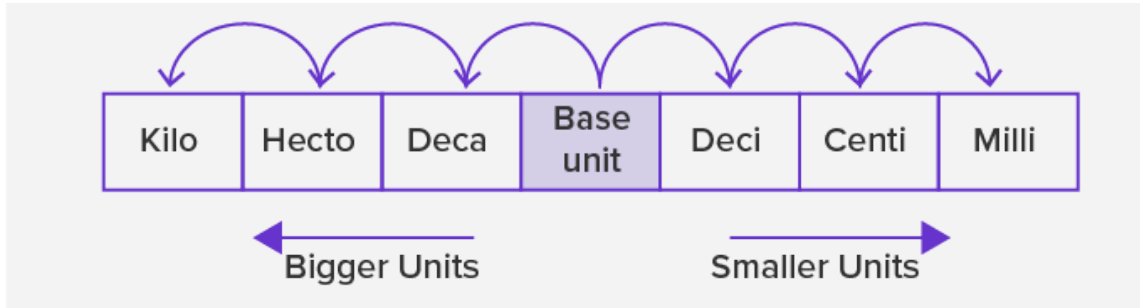 Kilo
Hecto
Deca
Base
unit
Deci
Centi
Milli
Bigger Units
Smaller Units